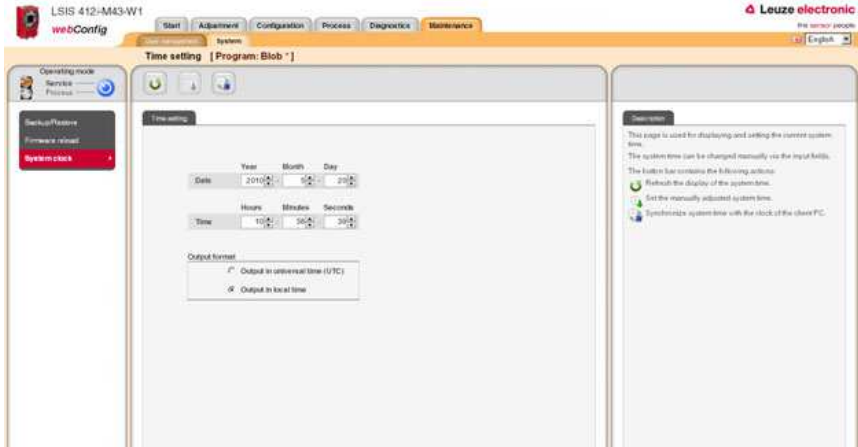 LSIS 412i-M43-W1
webConfig
Start Adjustment Configuration Process Diagnostics Maintenance
Leuze electronic
the sensor people
User management System
English
Time setting [Program: Blob *]
Operating mode
Service
Process
Backup/Restore
Firmware reload
System clock
Time setting
Year Month Day
Date 2010 - 5 - 20
Hours Minutes Seconds
Time 10 : 56 : 30
Output format
Output in universal time (UTC)
Output in local time
Description
This page is used for displaying and setting the current system
time.
The system time can be changed manually via the input fields.
The button bar contains the following actions:
Refresh the display of the system time.
Set the manually adjusted system time.
Synchronize system time with the clock of the client PC.